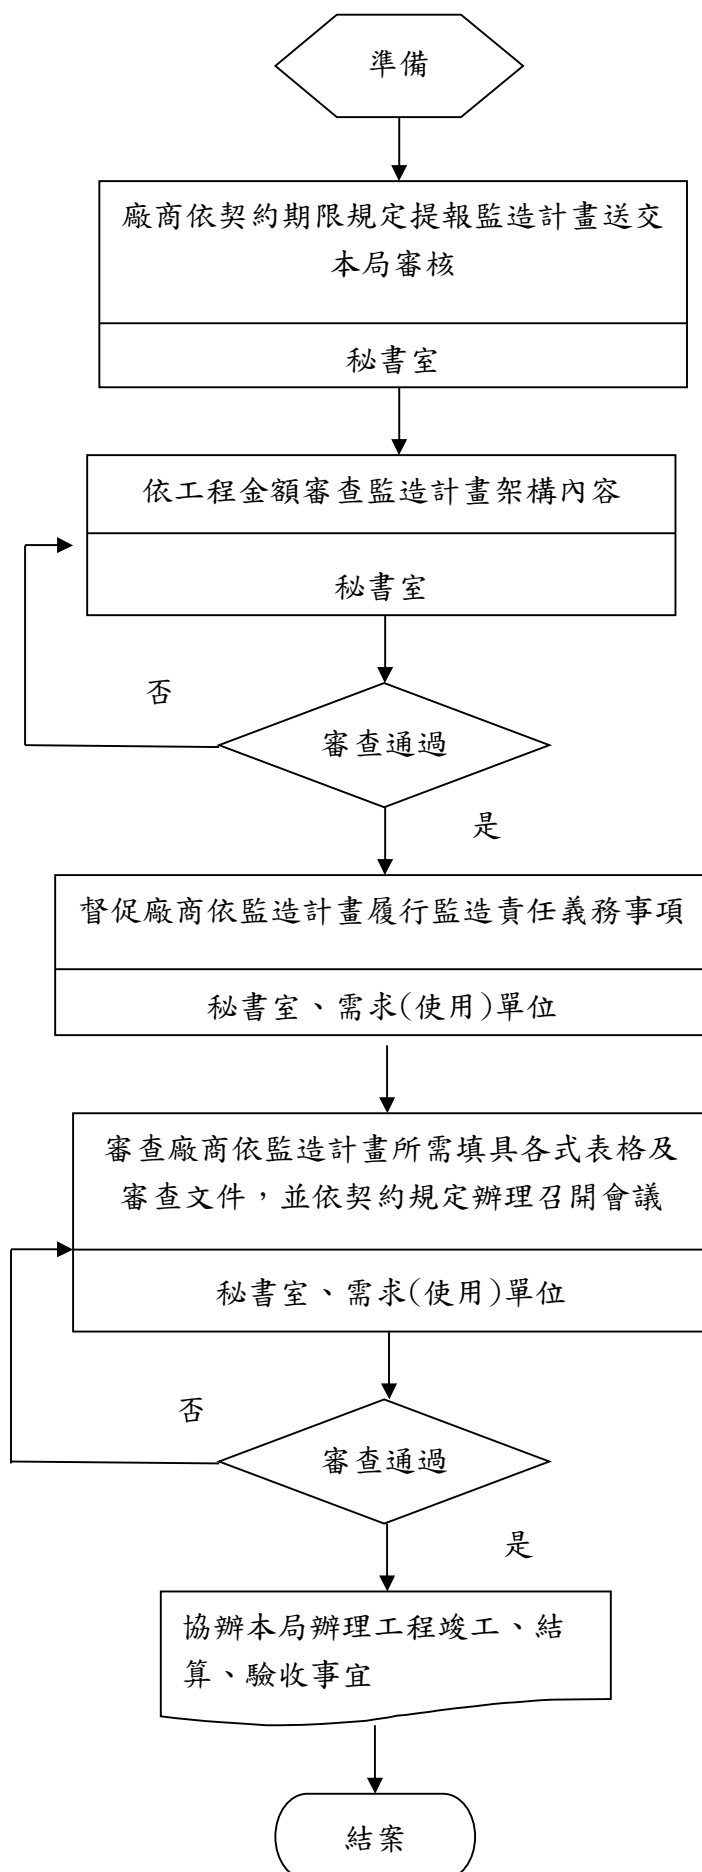 準備
廠商依契約期限規定提報監造計畫送交
本局審核
秘書室
依工程金額審查監造計畫架構內容
秘書室
否
審查通過
是
督促廠商依監造計畫履行監造責任義務事項
秘書室、需求(使用)單位
審查廠商依監造計畫所需填具各式表格及
審查文件，並依契約規定辦理召開會議
秘書室、需求(使用)單位
否
審查通過
是
協辦本局辦理工程竣工、結
算、驗收事宜
結案